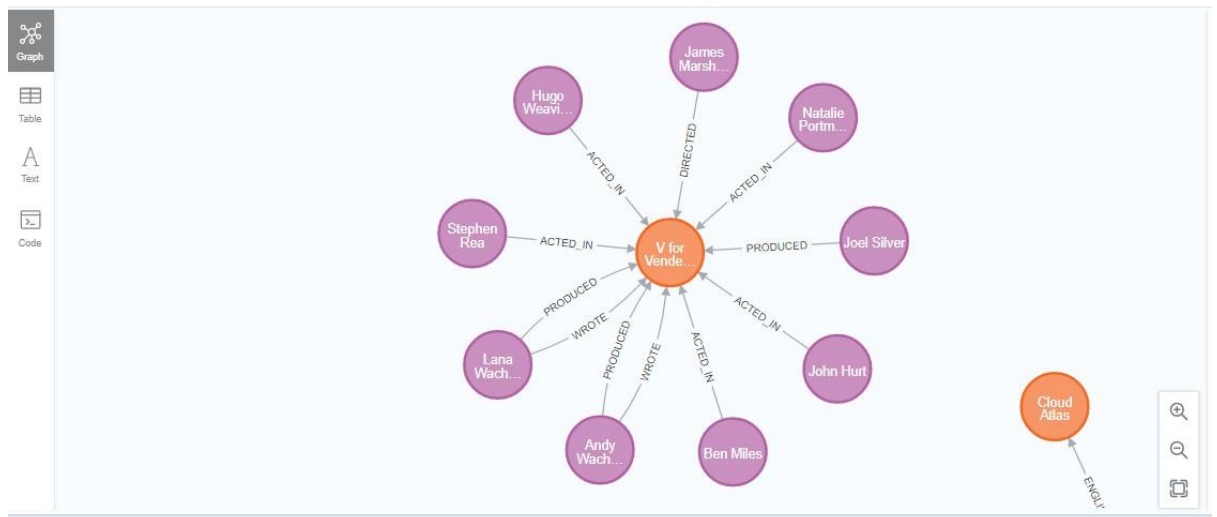 Graph
Table
Text
Code
James
Marsh...
Hugo
Weavi...
Natalie
Portm...
DIRECTED
ACTED_IN
ACTED_IN
Stephen
Rea
ACTED_IN
V for
Vende...
PRODUCED
Joel Silver
PRODUCED
WROTE
ACTED_IN
PRODUCED
WROTE
ACTED_IN
Lana
Wach...
John Hurt
Andy
Wach...
Ben Miles
Cloud
Atlas
ENGLI